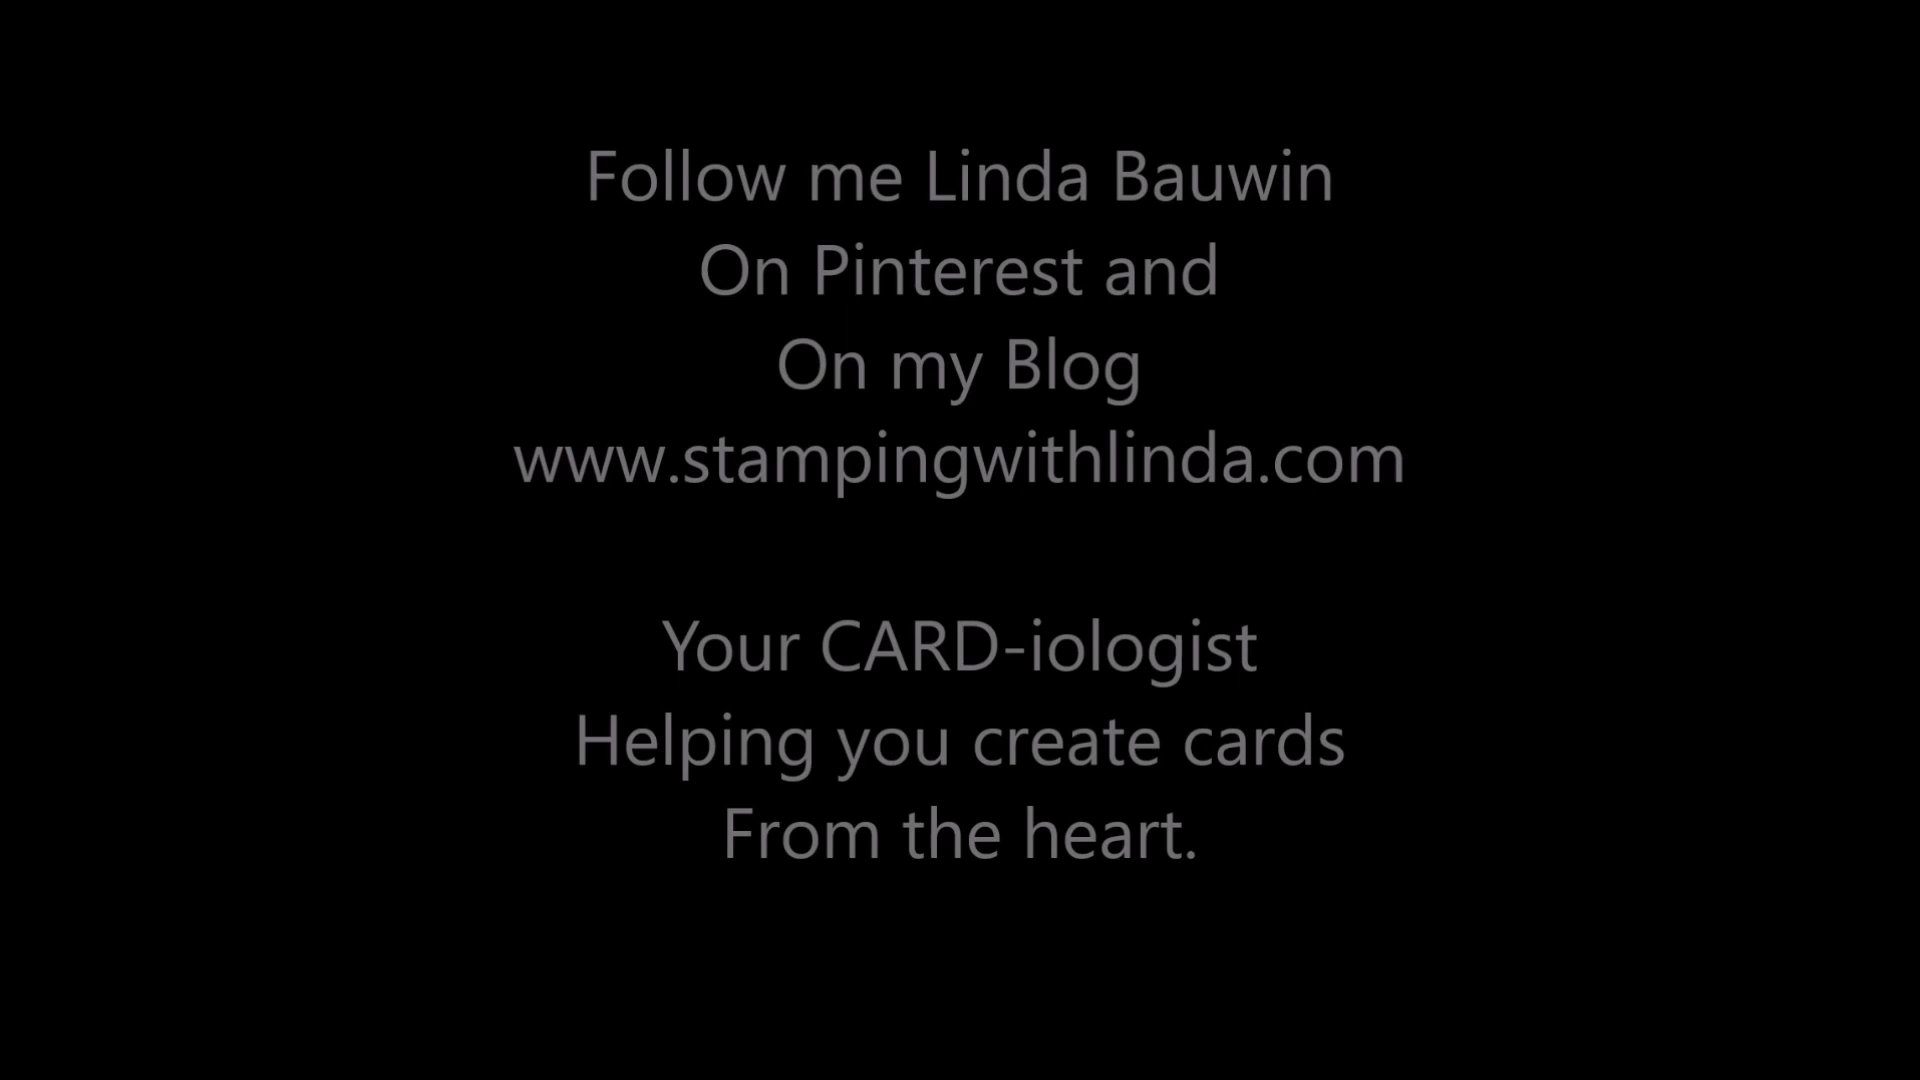 Follow me Linda Bauwin
On Pinterest and
On my Blog
www.stampingwithlinda.com
Your CARD-iologist
Helping you create cards
From the heart.